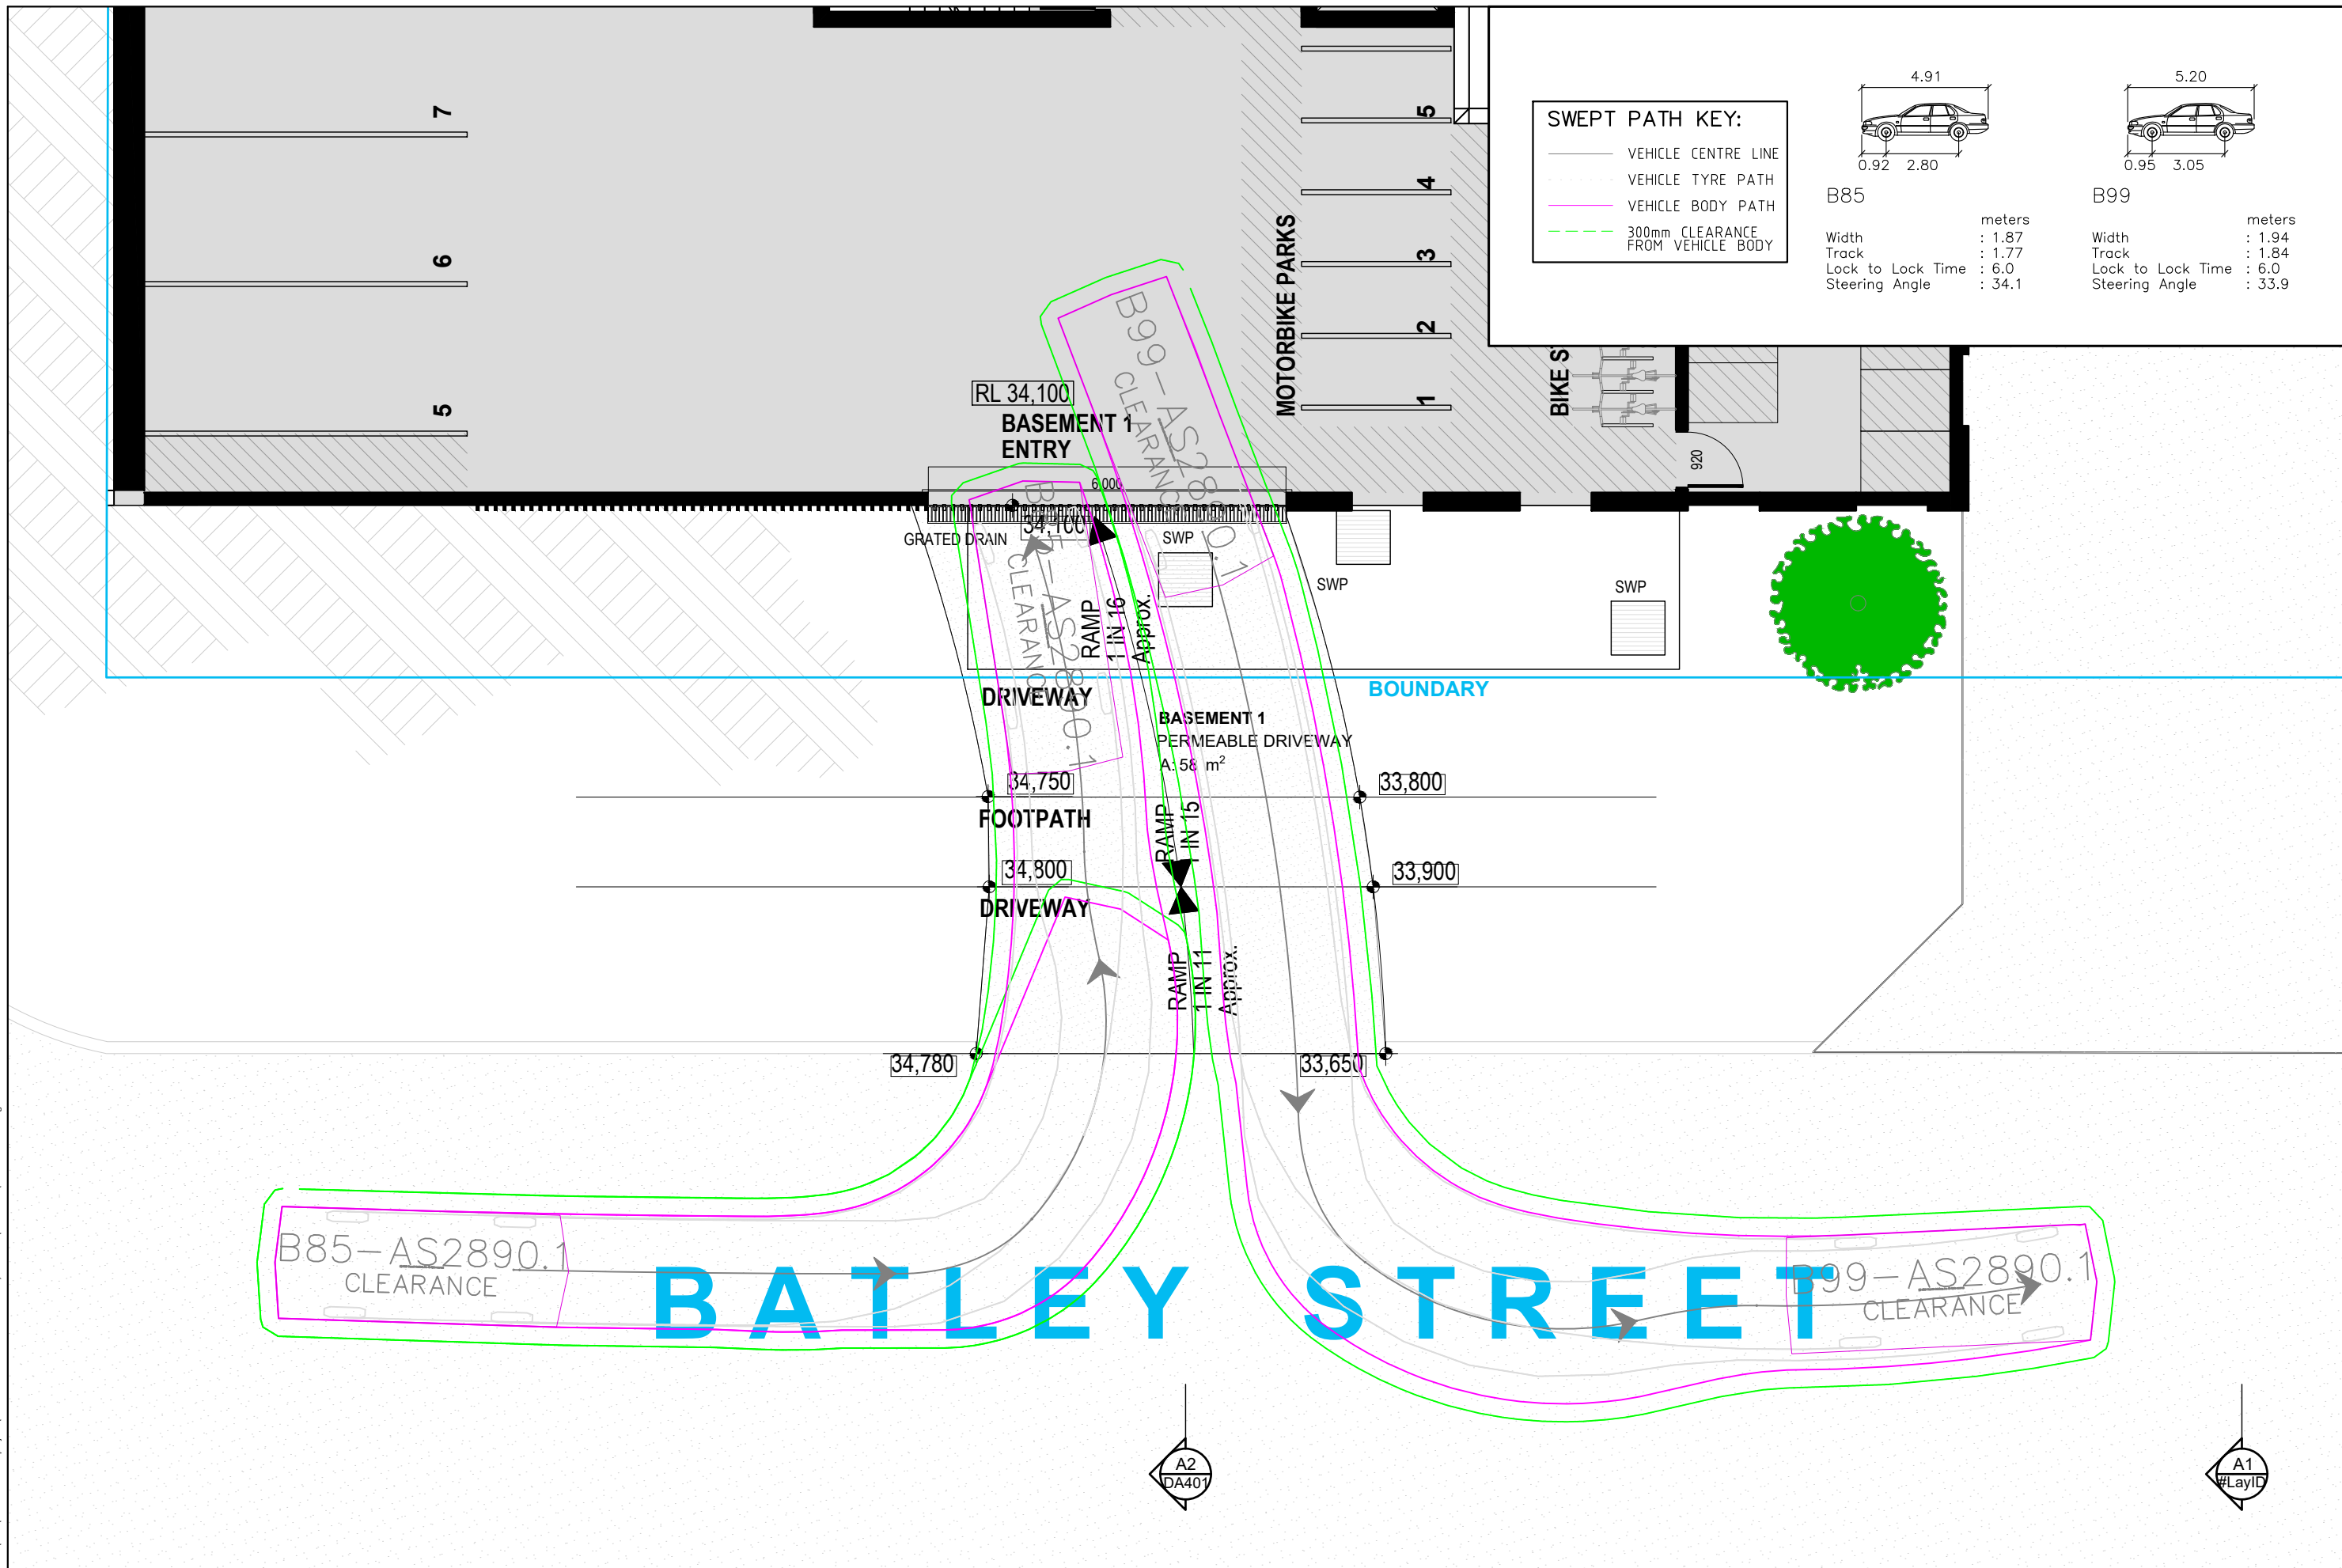 SWEPT PATH KEY:
VEHICLE CENTRE LINE
VEHICLE TYRE PATH
VEHICLE BODY PATH
300mm CLEARANCE
FROM VEHICLE BODY
4.91
0.92 2.80
B85
meters
Width : 1.87
Track : 1.77
Lock to Lock Time : 6.0
Steering Angle : 34.1
5.20
0.95 3.05
B99
meters
Width : 1.94
Track : 1.84
Lock to Lock Time : 6.0
Steering Angle : 33.9
7
6
5
5
4
3
2
1
MOTORBIKE PARKS
BIKE
920
B99-AS2890.1
CLEARANCE
RL 34,100
BASEMENT 1
ENTRY
6,000
34,100
GRATED DRAIN
SWP
SWP
SWP
B85-AS2890.1
CLEARANCE
RAMP
1 IN 16
Approx.
BOUNDARY
DRIVEWAY
BASEMENT 1
PERMEABLE DRIVEWAY
A: 58 m²
34,750
33,800
FOOTPATH
RAMP
1 IN 15
34,800
33,900
DRIVEWAY
RAMP
1 IN 11
Approx.
34,780
33,650
B85-AS2890.1
CLEARANCE
BATLEY STREET
B99-AS2890.1
CLEARANCE
A2
DA401
A1
#LayID